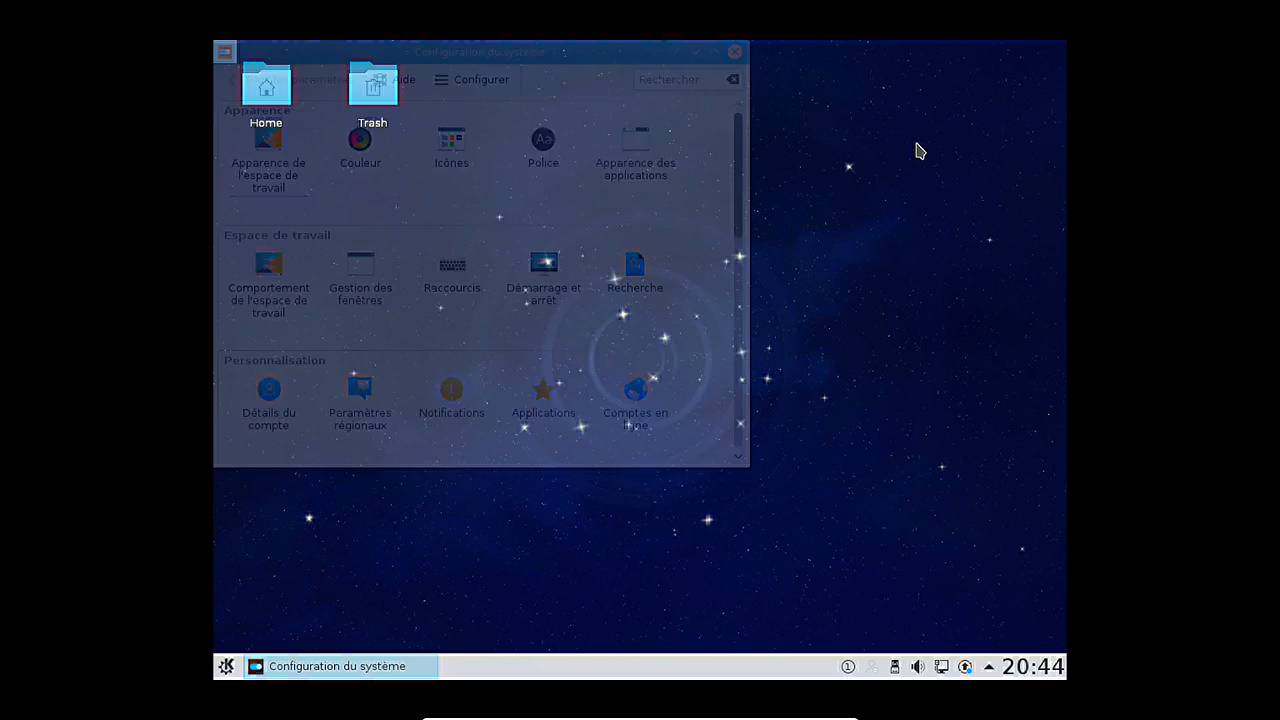 Configuration du système
Aide
Configurer
Rechercher
Home
Trash
Apparence
Apparence de
l'espace de
travail
Couleur
Icônes
Police
Apparence des
applications
Espace de travail
Comportement
de l'espace de
travail
Gestion des
fenêtres
Raccourcis
Démarrage et
arrêt
Recherche
Personnalisation
Détails du
compte
Paramètres
régionaux
Notifications
Applications
Comptes en
ligne
Configuration du système
20:44